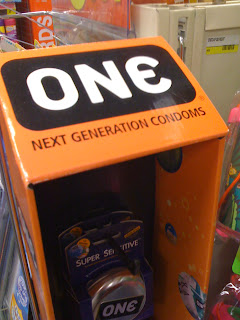 ONE
NEXT GENERATION CONDOMS
SUPER SENSITIVE
ONE